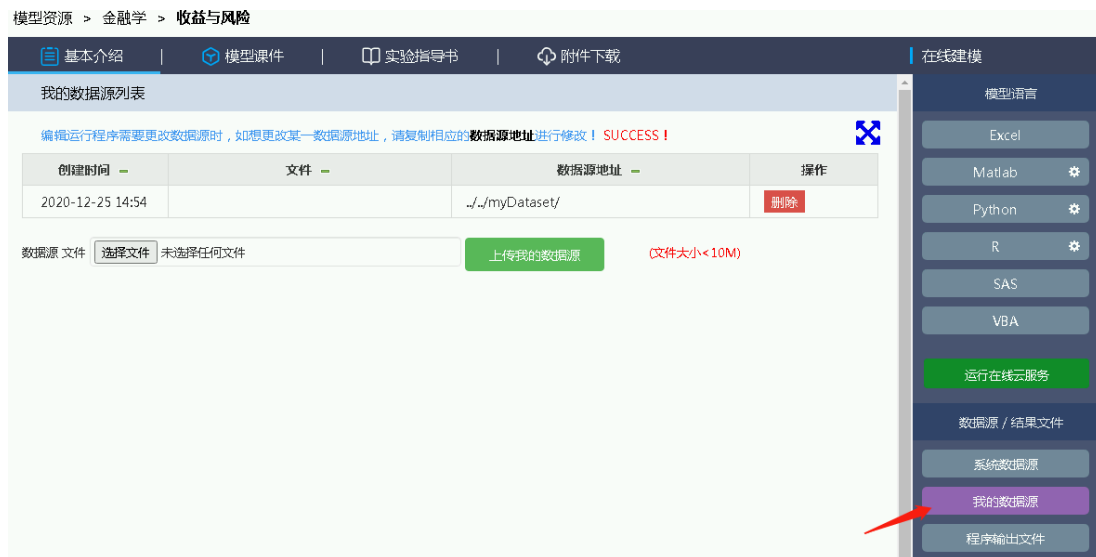 模型资源 > 金融学 > 收益与风险
基本介绍 | 模型课件 | 实验指导书 | 附件下载
在线建模
我的数据源列表
模型语言
编辑运行程序需要更改数据源时，如想更改某一数据源地址，请复制相应的数据源地址进行修改！ SUCCESS！
Excel
创建时间 文件 数据源地址 操作
Matlab
2020-12-25 14:54 ../../myDataset/ 删除
Python
数据源 文件 选择文件 未选择任何文件 上传我的数据源 (文件大小<10M)
R
SAS
VBA
运行在线云服务
数据源 / 结果文件
系统数据源
我的数据源
程序输出文件